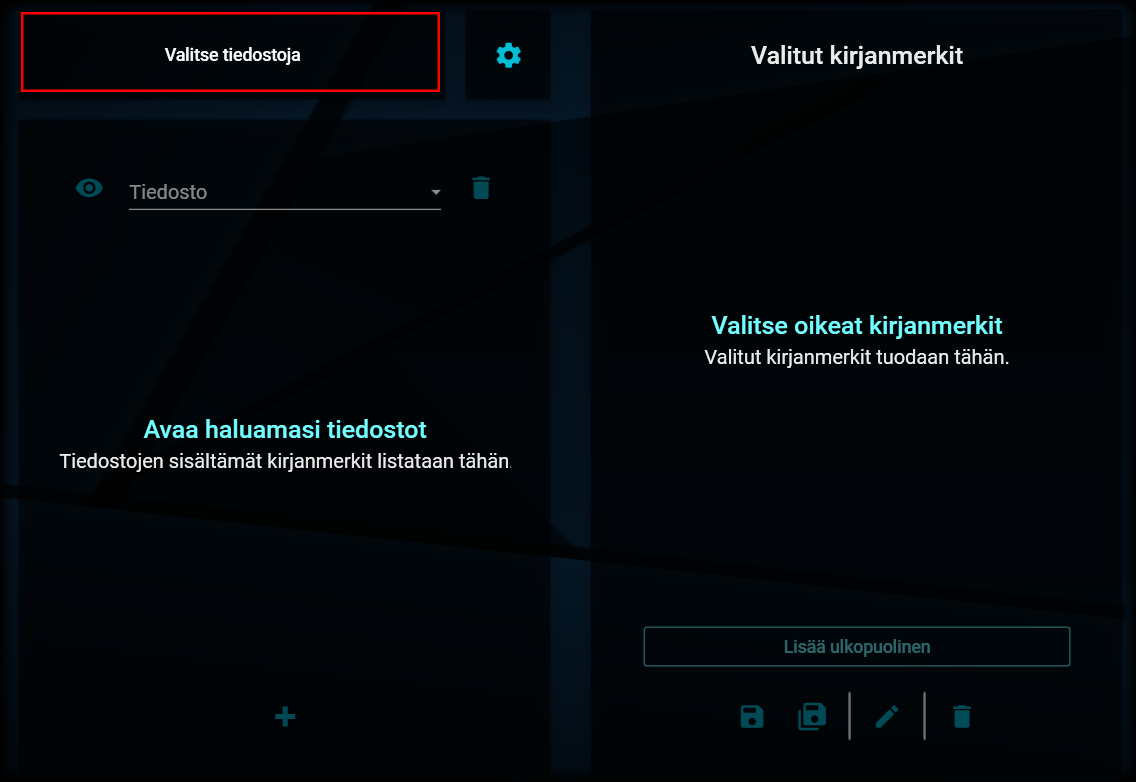 Valitse tiedostoja
Valitut kirjanmerkit
Tiedosto
Valitse oikeat kirjanmerkit
Valitut kirjanmerkit tuodaan tähän.
Avaa haluamasi tiedostot
Tiedostojen sisältämät kirjanmerkit listataan tähän.
Lisää ulkopuolinen